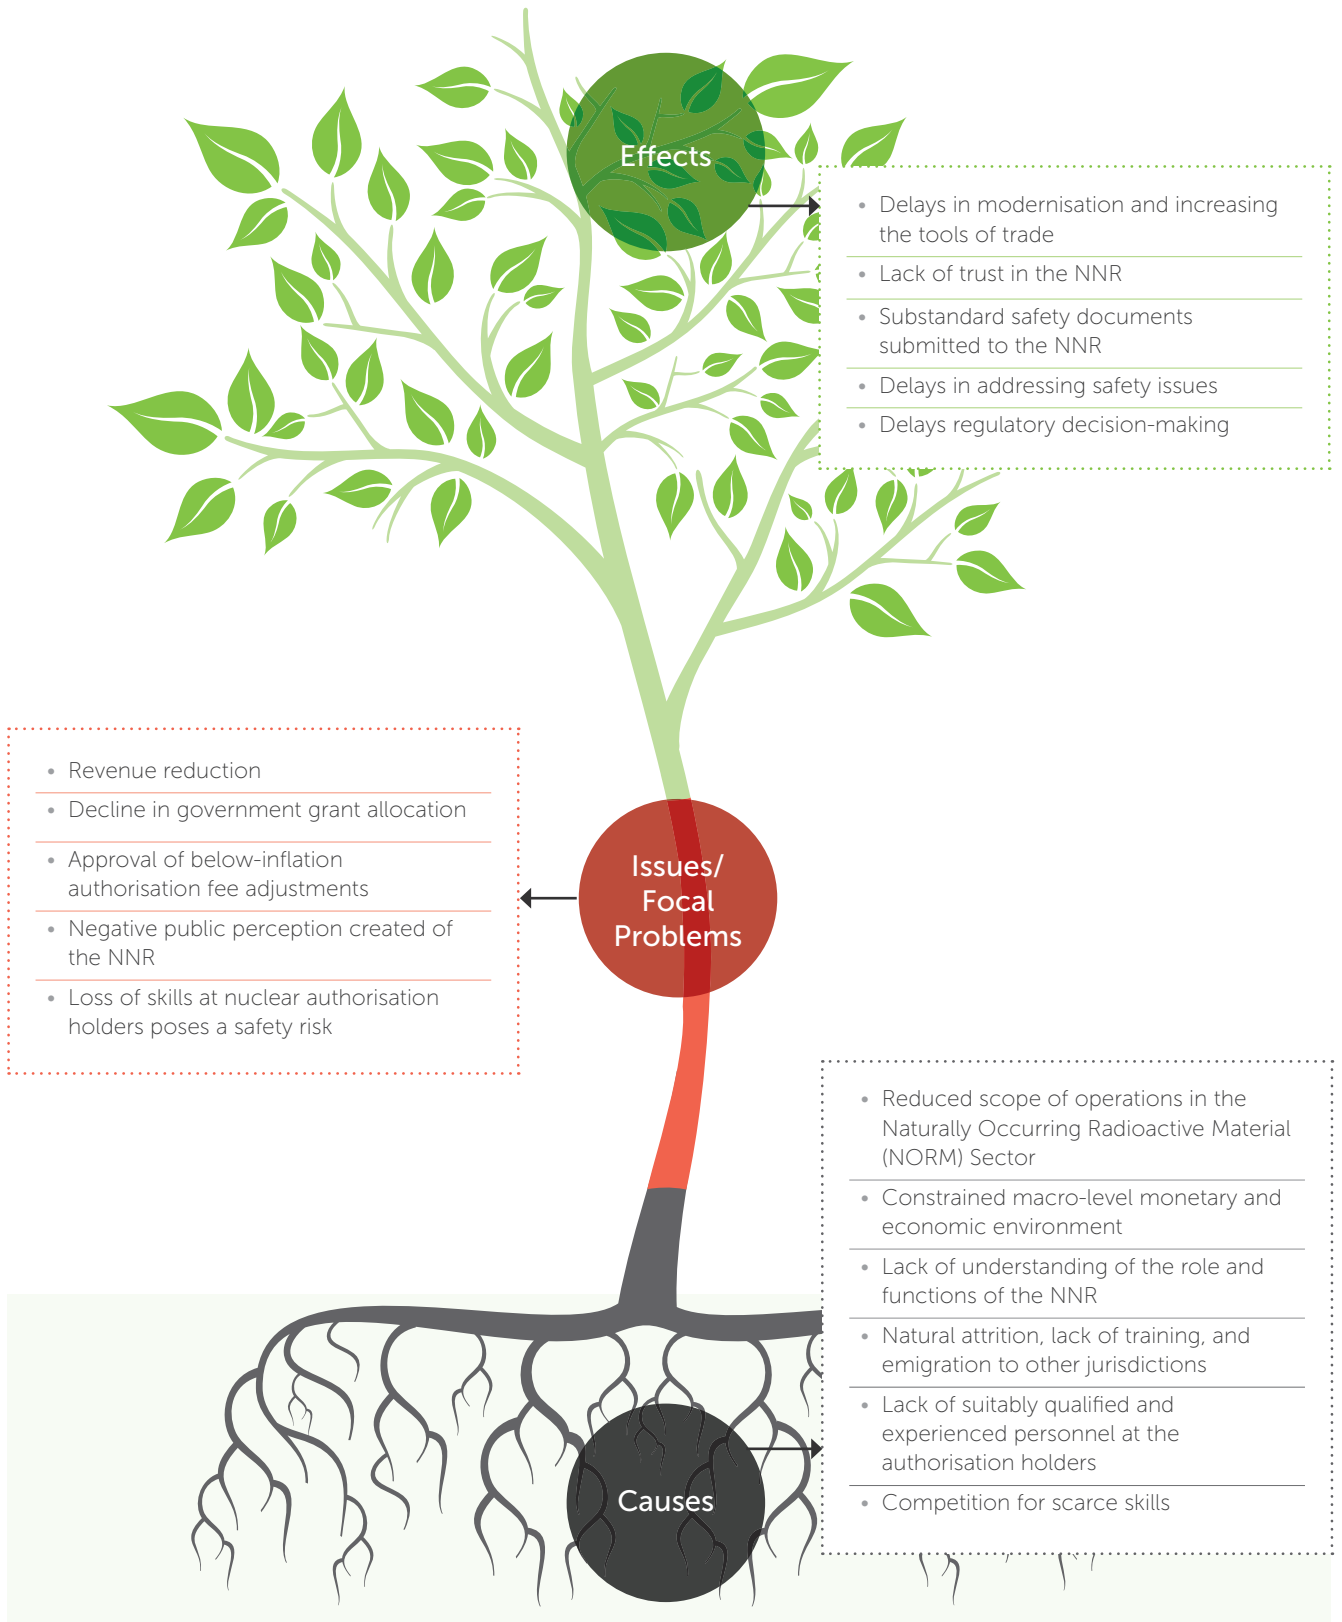 Effects
• Delays in modernisation and increasing
the tools of trade
• Lack of trust in the NNR
• Substandard safety documents
submitted to the NNR
• Delays in addressing safety issues
• Delays regulatory decision-making
• Revenue reduction
• Decline in government grant allocation
• Approval of below-inflation
authorisation fee adjustments
• Negative public perception created of
the NNR
• Loss of skills at nuclear authorisation
holders poses a safety risk
Issues/
Focal
Problems
• Reduced scope of operations in the
Naturally Occurring Radioactive Material
(NORM) Sector
• Constrained macro-level monetary and
economic environment
• Lack of understanding of the role and
functions of the NNR
• Natural attrition, lack of training, and
emigration to other jurisdictions
• Lack of suitably qualified and
experienced personnel at the
authorisation holders
• Competition for scarce skills
Causes